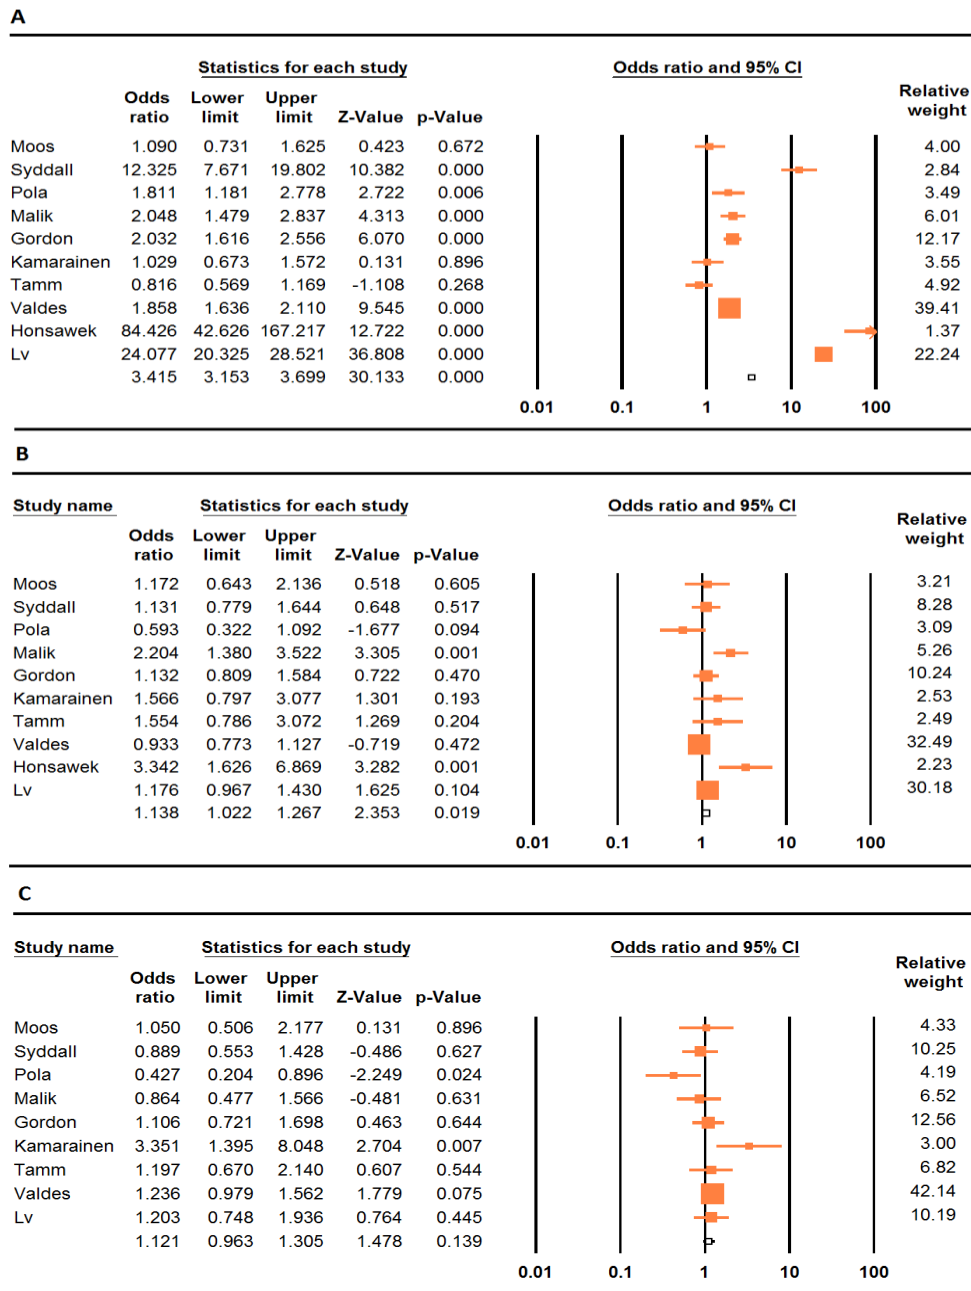 A
Statistics for each study Odds ratio and 95% CI
Relative weight
Odds ratio Lower limit Upper limit Z-Value p-Value
Moos 1.090 0.731 1.625 0.423 0.672 4.00
Syddall 12.325 7.671 19.802 10.382 0.000 2.84
Pola 1.811 1.181 2.778 2.722 0.006 3.49
Malik 2.048 1.479 2.837 4.313 0.000 6.01
Gordon 2.032 1.616 2.556 6.070 0.000 12.17
Kamarainen 1.029 0.673 1.572 0.131 0.896 3.55
Tamm 0.816 0.569 1.169 -1.108 0.268 4.92
Valdes 1.858 1.636 2.110 9.545 0.000 39.41
Honsawek 84.426 42.626 167.217 12.722 0.000 1.37
Lv 24.077 20.325 28.521 36.808 0.000 22.24
3.415 3.153 3.699 30.133 0.000
0.01 0.1 1 10 100
B
Study name Statistics for each study Odds ratio and 95% CI
Relative weight
Odds ratio Lower limit Upper limit Z-Value p-Value
Moos 1.172 0.643 2.136 0.518 0.605 3.21
Syddall 1.131 0.779 1.644 0.648 0.517 8.28
Pola 0.593 0.322 1.092 -1.677 0.094 3.09
Malik 2.204 1.380 3.522 3.305 0.001 5.26
Gordon 1.132 0.809 1.584 0.722 0.470 10.24
Kamarainen 1.566 0.797 3.077 1.301 0.193 2.53
Tamm 1.554 0.786 3.072 1.269 0.204 2.49
Valdes 0.933 0.773 1.127 -0.719 0.472 32.49
Honsawek 3.342 1.626 6.869 3.282 0.001 2.23
Lv 1.176 0.967 1.430 1.625 0.104 30.18
1.138 1.022 1.267 2.353 0.019
0.01 0.1 1 10 100
C
Study name Statistics for each study Odds ratio and 95% CI
Relative weight
Odds ratio Lower limit Upper limit Z-Value p-Value
Moos 1.050 0.506 2.177 0.131 0.896 4.33
Syddall 0.889 0.553 1.428 -0.486 0.627 10.25
Pola 0.427 0.204 0.896 -2.249 0.024 4.19
Malik 0.864 0.477 1.566 -0.481 0.631 6.52
Gordon 1.106 0.721 1.698 0.463 0.644 12.56
Kamarainen 3.351 1.395 8.048 2.704 0.007 3.00
Tamm 1.197 0.670 2.140 0.607 0.544 6.82
Valdes 1.236 0.979 1.562 1.779 0.075 42.14
Lv 1.203 0.748 1.936 0.764 0.445 10.19
1.121 0.963 1.305 1.478 0.139
0.01 0.1 1 10 100